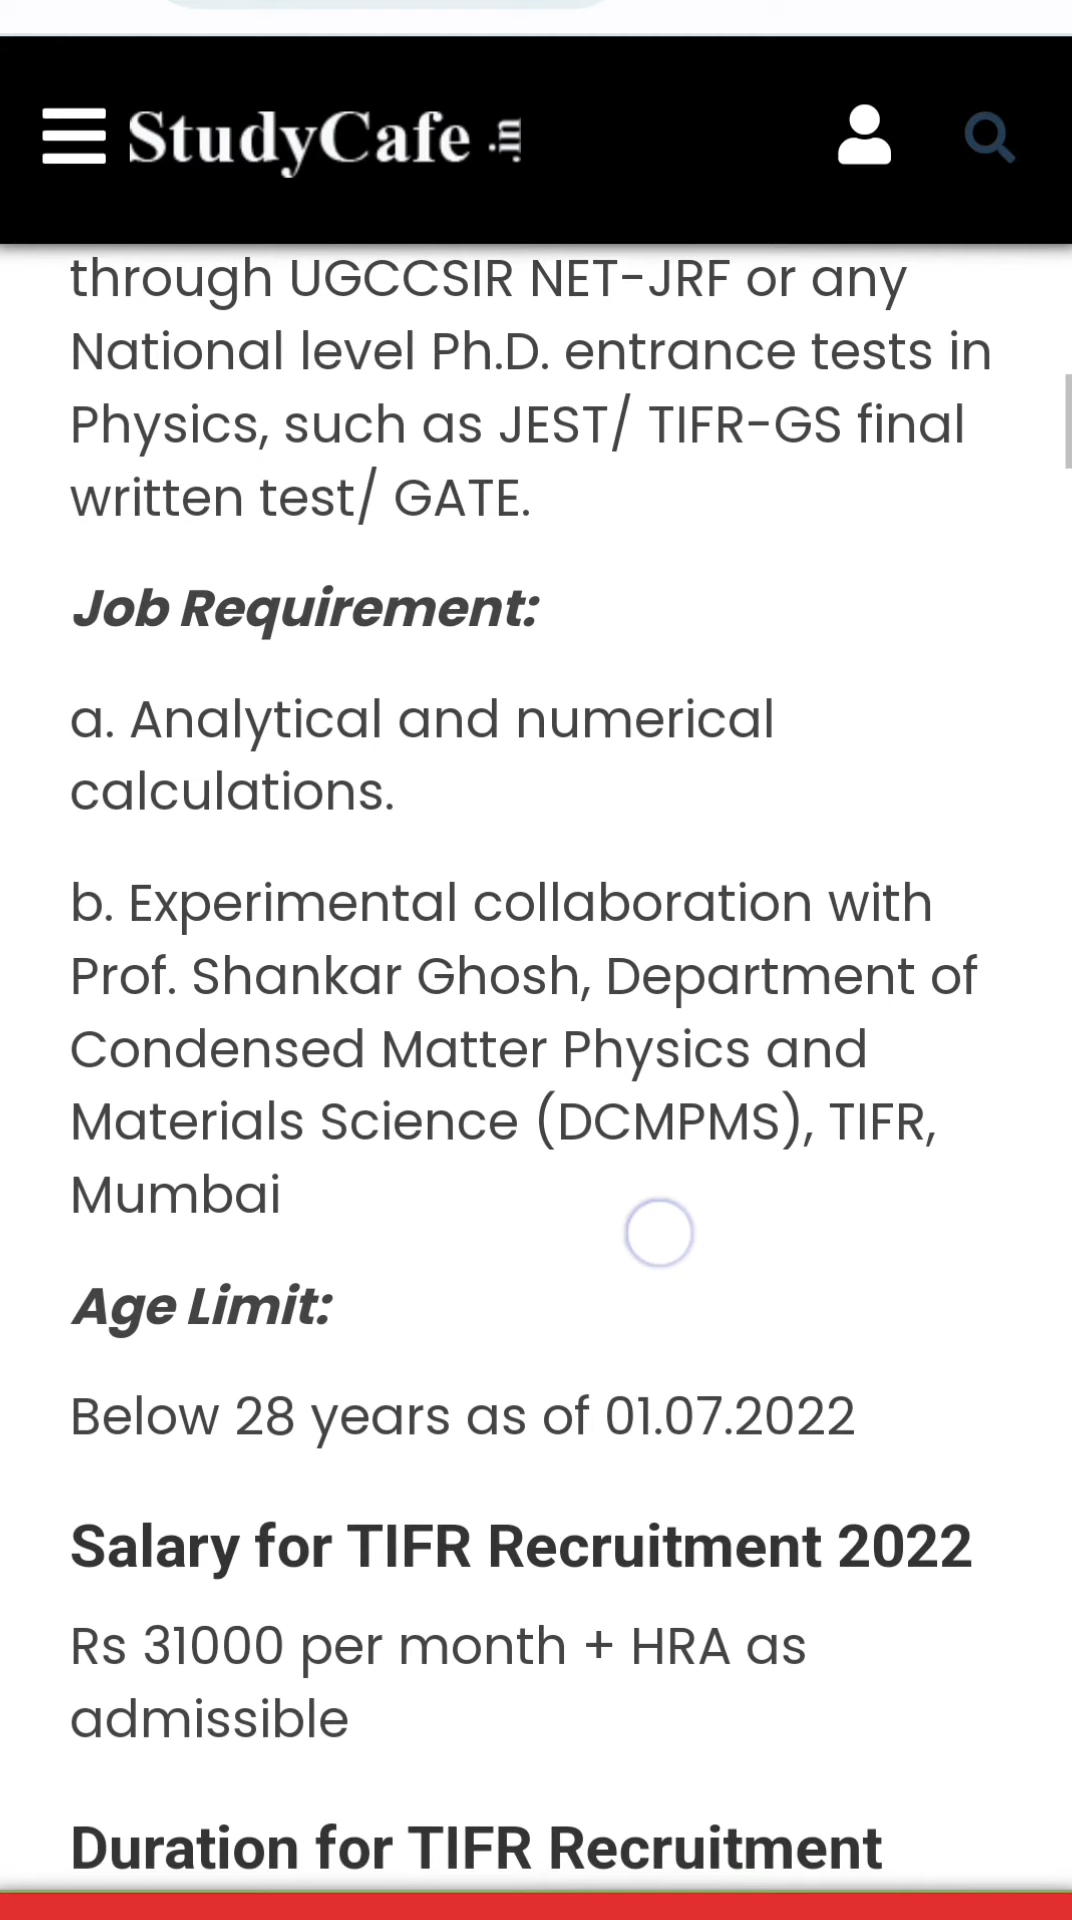 StudyCafe .in
through UGCCSIR NET-JRF or any
National level Ph.D. entrance tests in
Physics, such as JEST/ TIFR-GS final
written test/ GATE.
Job Requirement:
a. Analytical and numerical
calculations.
b. Experimental collaboration with
Prof. Shankar Ghosh, Department of
Condensed Matter Physics and
Materials Science (DCMPMS), TIFR,
Mumbai
Age Limit:
Below 28 years as of 01.07.2022
Salary for TIFR Recruitment 2022
Rs 31000 per month + HRA as
admissible
Duration for TIFR Recruitment